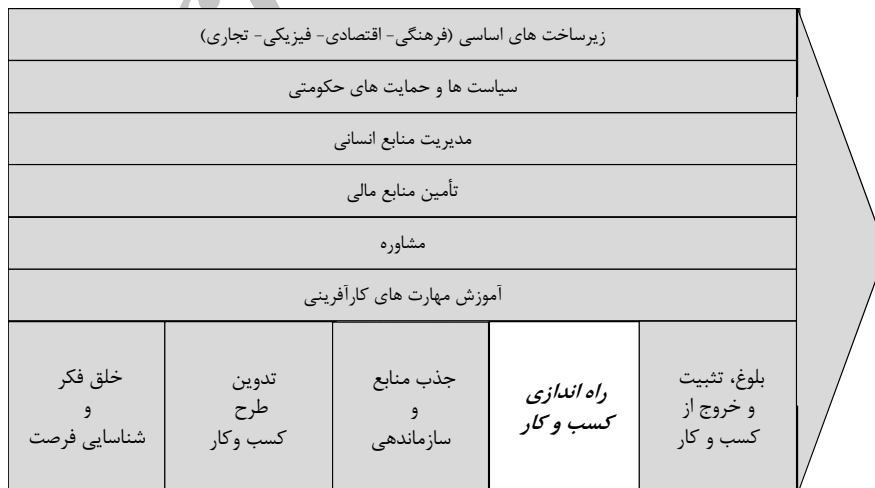 زیرساخت های اساسی (فرهنگی- اقتصادی- فیزیکی- تجاری)
سیاست ها و حمایت های حکومتی
مدیریت منابع انسانی
تأمین منابع مالی
مشاوره
آموزش مهارت های کارآفرینی
خلق فکر
و
شناسایی فرصت
تدوین
طرح
کسب وکار
جذب منابع
و
سازماندهی
راه اندازی
کسب و کار
بلوغ، تثبیت
و خروج از
کسب و کار